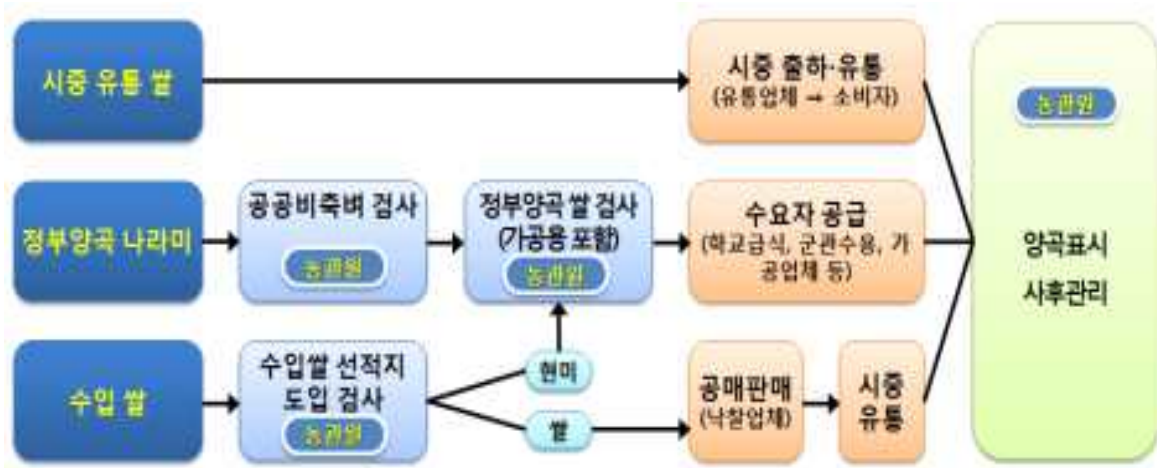 시중 유통 쌀
시중 출하·유통
(유통업체 → 소비자)
농관원
양곡표시
사후관리
정부양곡 나라미
공공비축벼 검사
농관원
정부양곡 쌀 검사
(가공용 포함)
농관원
수요자 공급
(학교급식, 군관수용, 가
공업체 등)
수입 쌀
수입쌀 선적지
도입 검사
농관원
현미
쌀
공매판매
(낙찰업체)
시중
유통